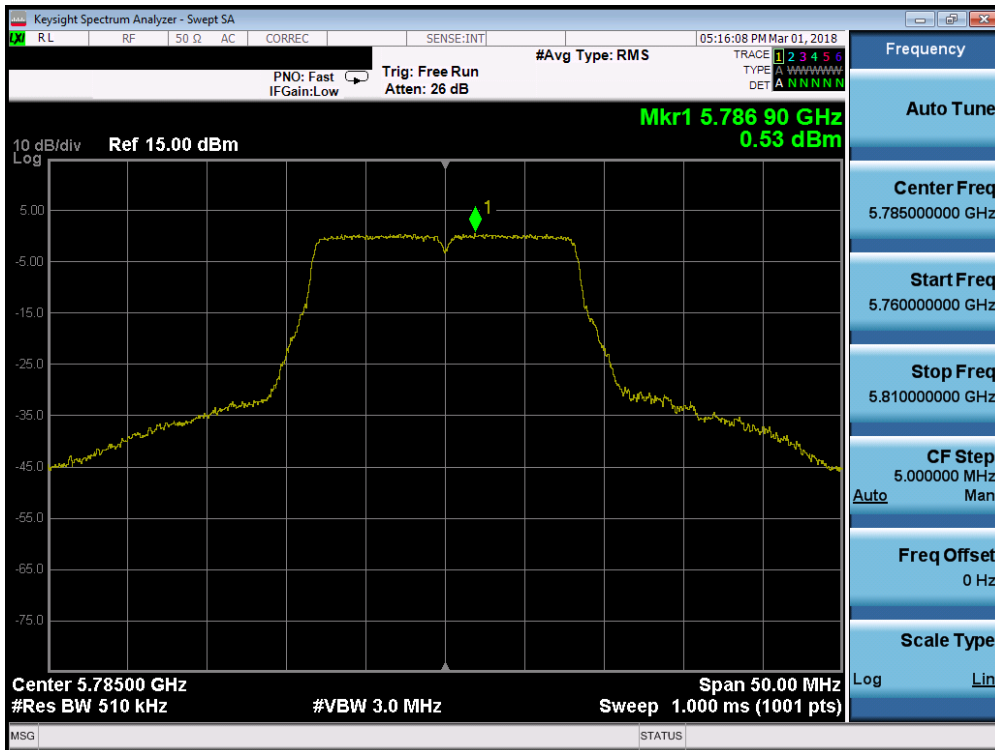 Keysight Spectrum Analyzer - Swept SA
LXI RL RF 50 Ω AC CORREC SENSE:INT 05:16:08 PM Mar 01, 2018
#Avg Type: RMS TRACE 1 2 3 4 5 6
PNO: Fast Trig: Free Run TYPE A WWWWW
IFGain:Low Atten: 26 dB DET A N N N N N
Mkr1 5.786 90 GHz
0.53 dBm
10 dB/div Ref 15.00 dBm
Log
1
5.00
-5.00
-15.0
-25.0
-35.0
-45.0
-55.0
-65.0
-75.0
Center 5.78500 GHz Span 50.00 MHz
#Res BW 510 kHz #VBW 3.0 MHz Sweep 1.000 ms (1001 pts)
MSG STATUS
Frequency
Auto Tune
Center Freq
5.785000000 GHz
Start Freq
5.760000000 GHz
Stop Freq
5.810000000 GHz
CF Step
5.000000 MHz
Auto Man
Freq Offset
0 Hz
Scale Type
Log Lin